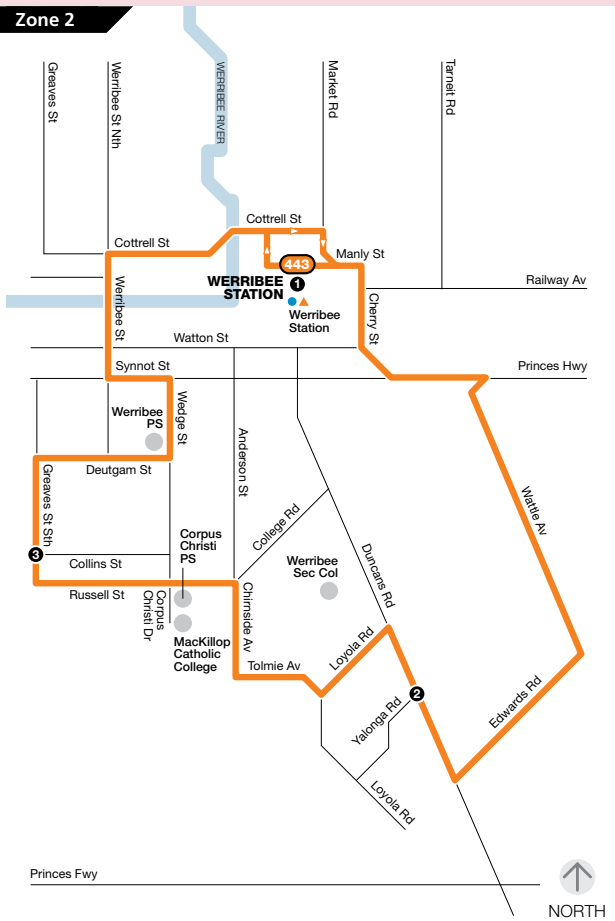 Zone 2
Greaves St
Werribee St Nth
WERRIBEE RIVER
Market Rd
Tarneit Rd
Cottrell St
Cottrell St
Manly St
443
WERRIBEE
STATION
1
Werribee
Station
Railway Av
Werribee St
Cherry St
Watton St
Synnot St
Princes Hwy
Werribee
PS
Wedge St
Anderson St
Deutgam St
Greaves St Sth
Wattle Av
College Rd
Duncans Rd
Corpus
Christi
PS
3
Collins St
Werribee
Sec Col
Russell St
Corpus
Christi Dr
Chirnside Av
MacKillop
Catholic
College
Loyola Rd
Tolmie Av
2
Yalonga Rd
Edwards Rd
Loyola Rd
Princes Fwy
NORTH